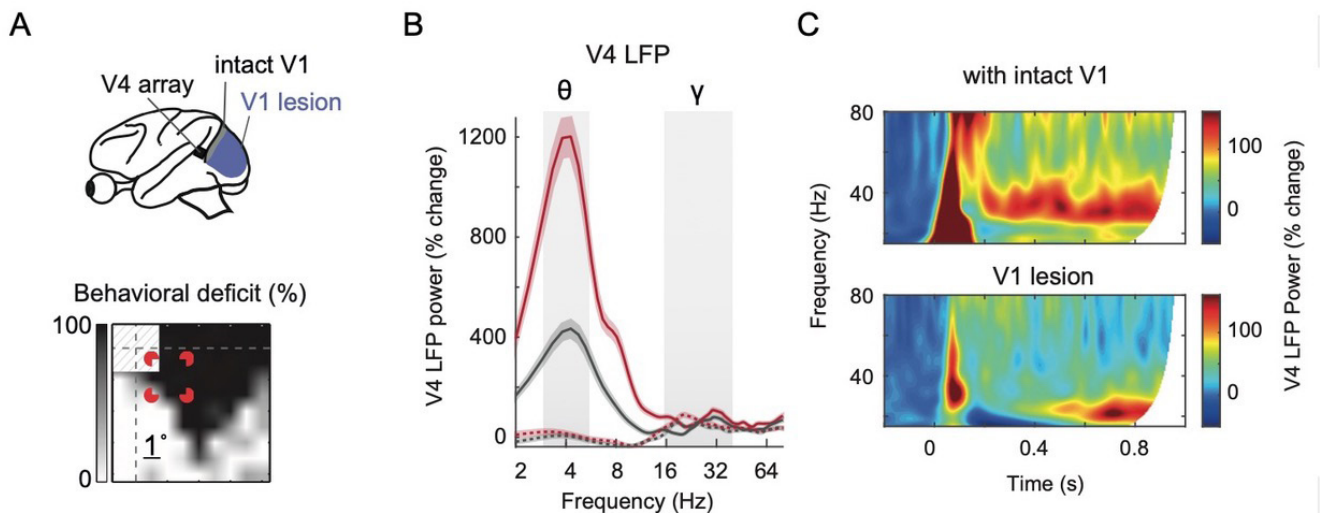 A
intact V1
V4 array
V1 lesion
Behavioral deficit (%)
100
0
1°
B
V4 LFP
θ
γ
V4 LFP power (% change)
1200
800
400
0
2
4
8
16
32
64
Frequency (Hz)
C
with intact V1
80
40
100
0
V1 lesion
80
40
100
0
Frequency (Hz)
V4 LFP Power (% change)
0
0.4
0.8
Time (s)